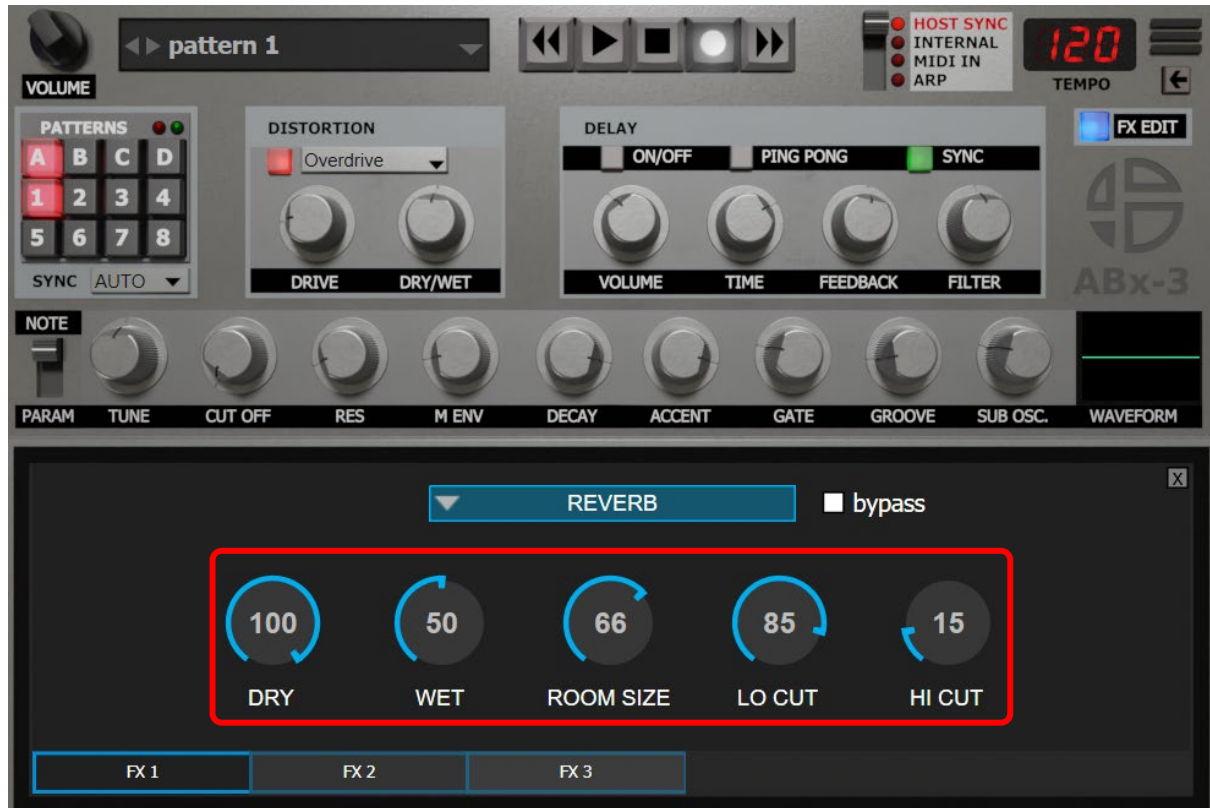 pattern 1
HOST SYNC
INTERNAL
MIDI IN
ARP
120
TEMPO
VOLUME
PATTERNS
A B C D
1 2 3 4
5 6 7 8
SYNC AUTO
DISTORTION
Overdrive
DRIVE DRY/WET
DELAY
ON/OFF PING PONG SYNC
VOLUME TIME FEEDBACK FILTER
FX EDIT
ABx-3
NOTE
PARAM TUNE CUT OFF RES M ENV DECAY ACCENT GATE GROOVE SUB OSC. WAVEFORM
X
REVERB bypass
100 50 66 85 15
DRY WET ROOM SIZE LO CUT HI CUT
FX 1 FX 2 FX 3